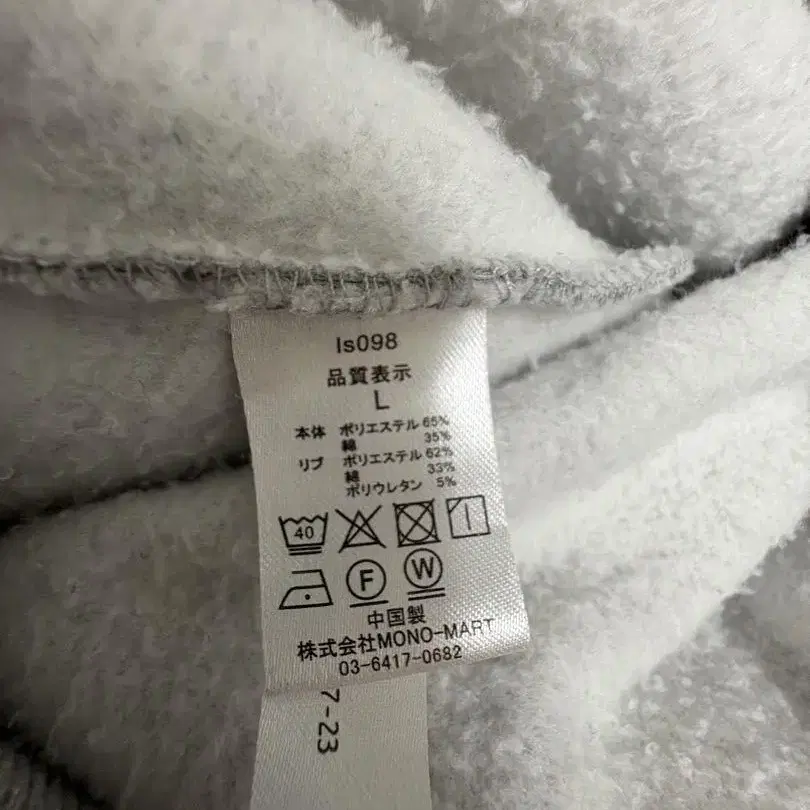 ls098
品質表示
L
本体 ポリエステル 65%
綿 35%
リブ ポリエステル 62%
綿 33%
ポリウレタン 5%
40
F W
中国製
株式会社MONO-MART
03-6417-0682
7-23